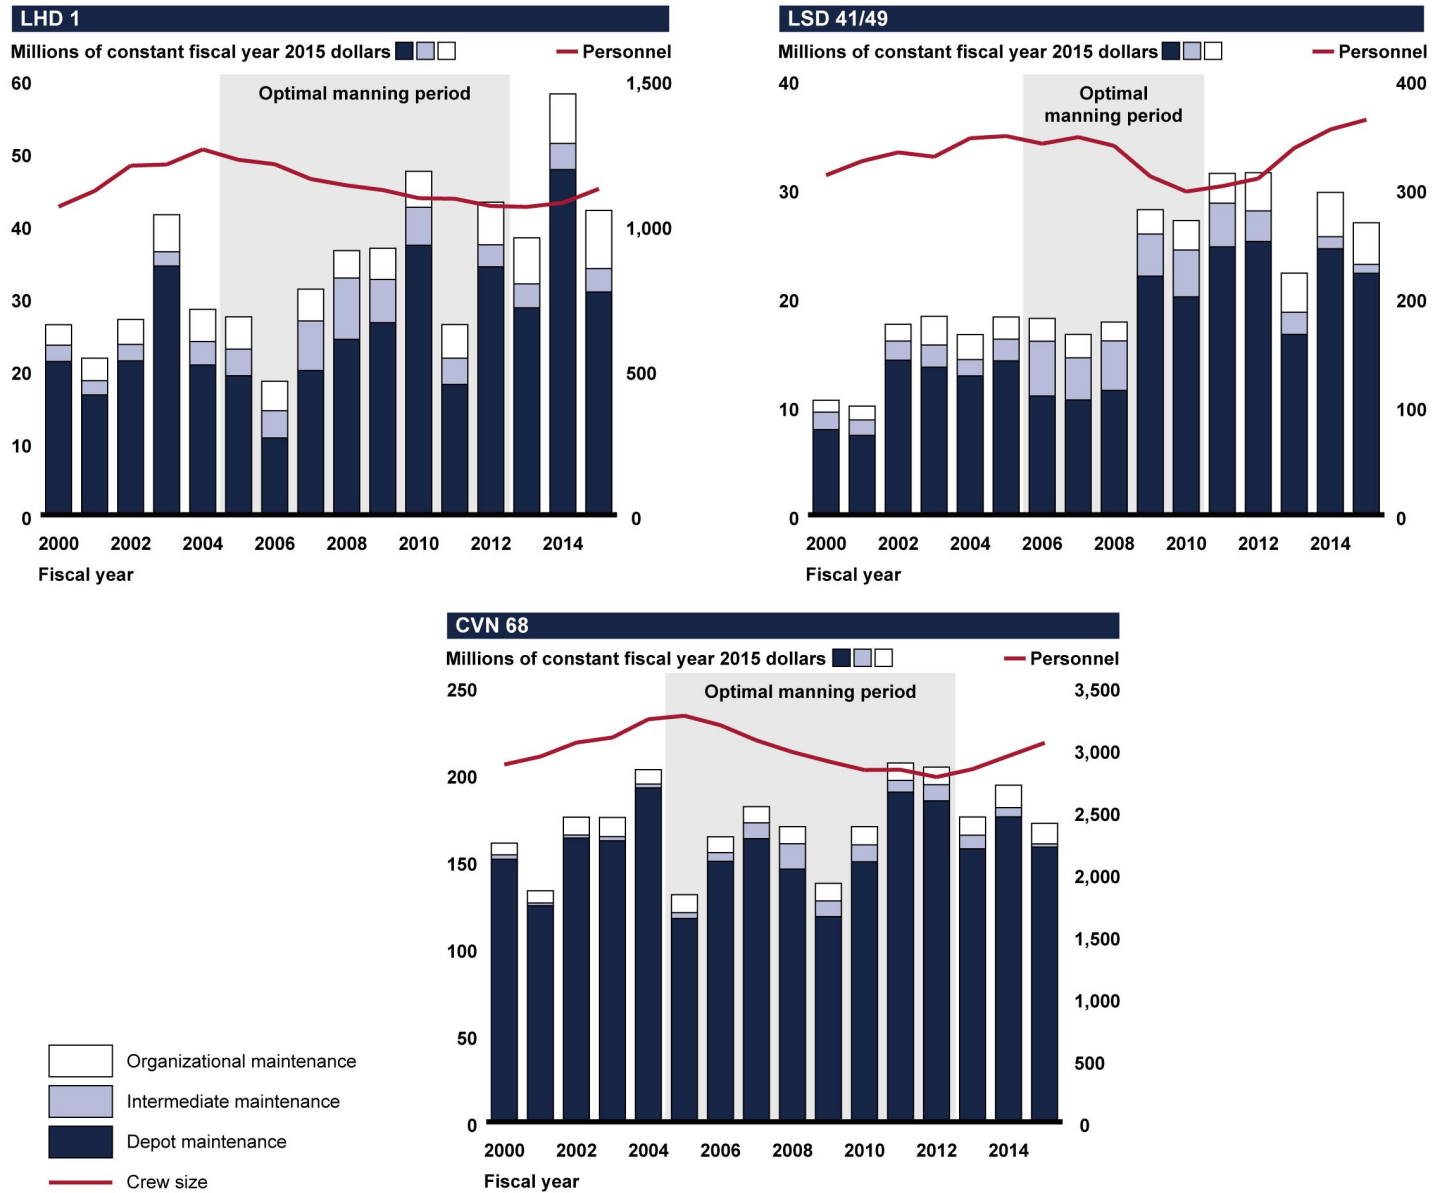 LHD 1
Millions of constant fiscal year 2015 dollars
Personnel
Optimal manning period
60
50
40
30
20
10
0
1,500
1,000
500
0
2000 2002 2004 2006 2008 2010 2012 2014
Fiscal year
LSD 41/49
Millions of constant fiscal year 2015 dollars
Personnel
Optimal
manning period
40
30
20
10
0
400
300
200
100
0
2000 2002 2004 2006 2008 2010 2012 2014
Fiscal year
CVN 68
Millions of constant fiscal year 2015 dollars
Personnel
Optimal manning period
250
200
150
100
50
0
3,500
3,000
2,500
2,000
1,500
1,000
500
0
2000 2002 2004 2006 2008 2010 2012 2014
Fiscal year
Organizational maintenance
Intermediate maintenance
Depot maintenance
Crew size